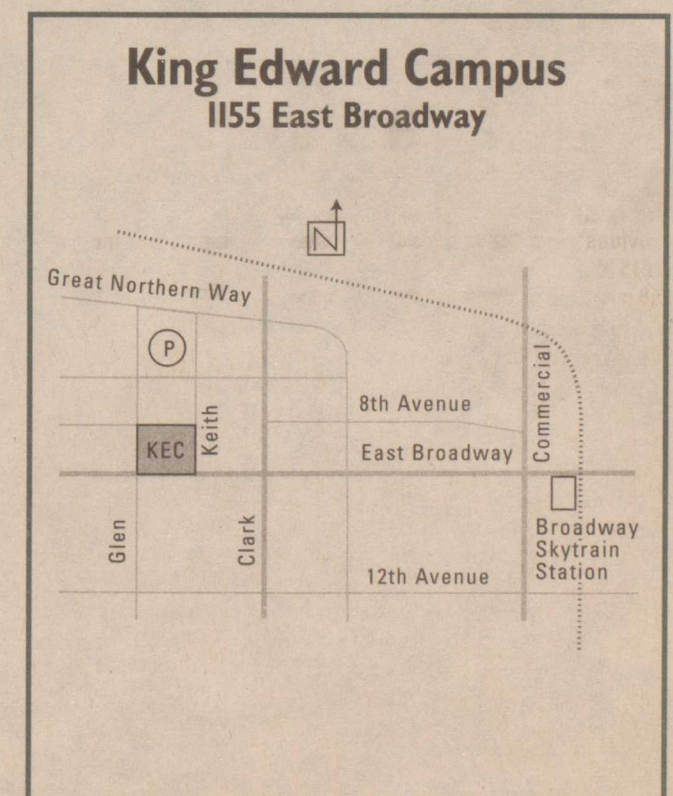 King Edward Campus
1155 East Broadway
N
Great Northern Way
P
8th Avenue
Commercial
Keith
KEC
East Broadway
Glen
Clark
Broadway
Skytrain
Station
12th Avenue